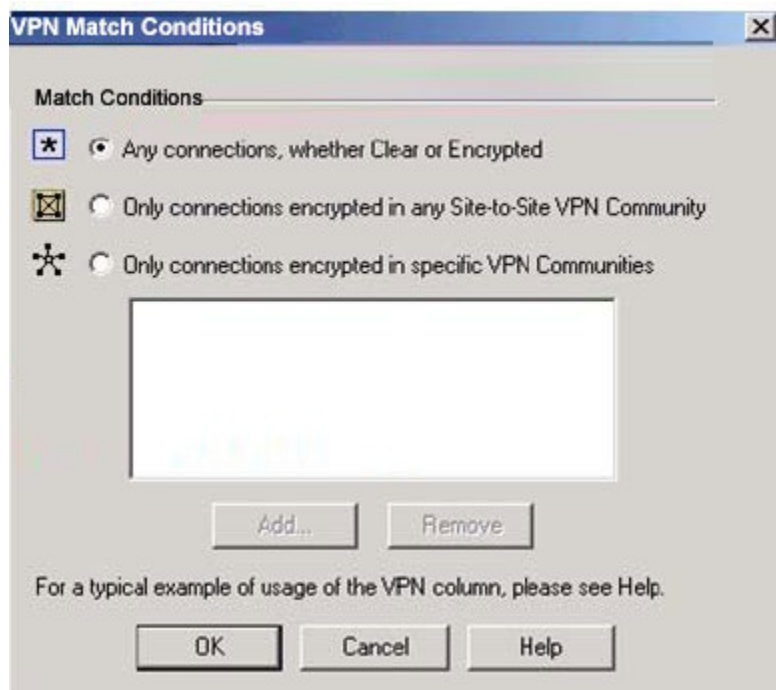 VPN Match Conditions
Match Conditions
* Any connections, whether Clear or Encrypted
Only connections encrypted in any Site-to-Site VPN Community
Only connections encrypted in specific VPN Communities
Add... Remove
For a typical example of usage of the VPN column, please see Help.
OK Cancel Help